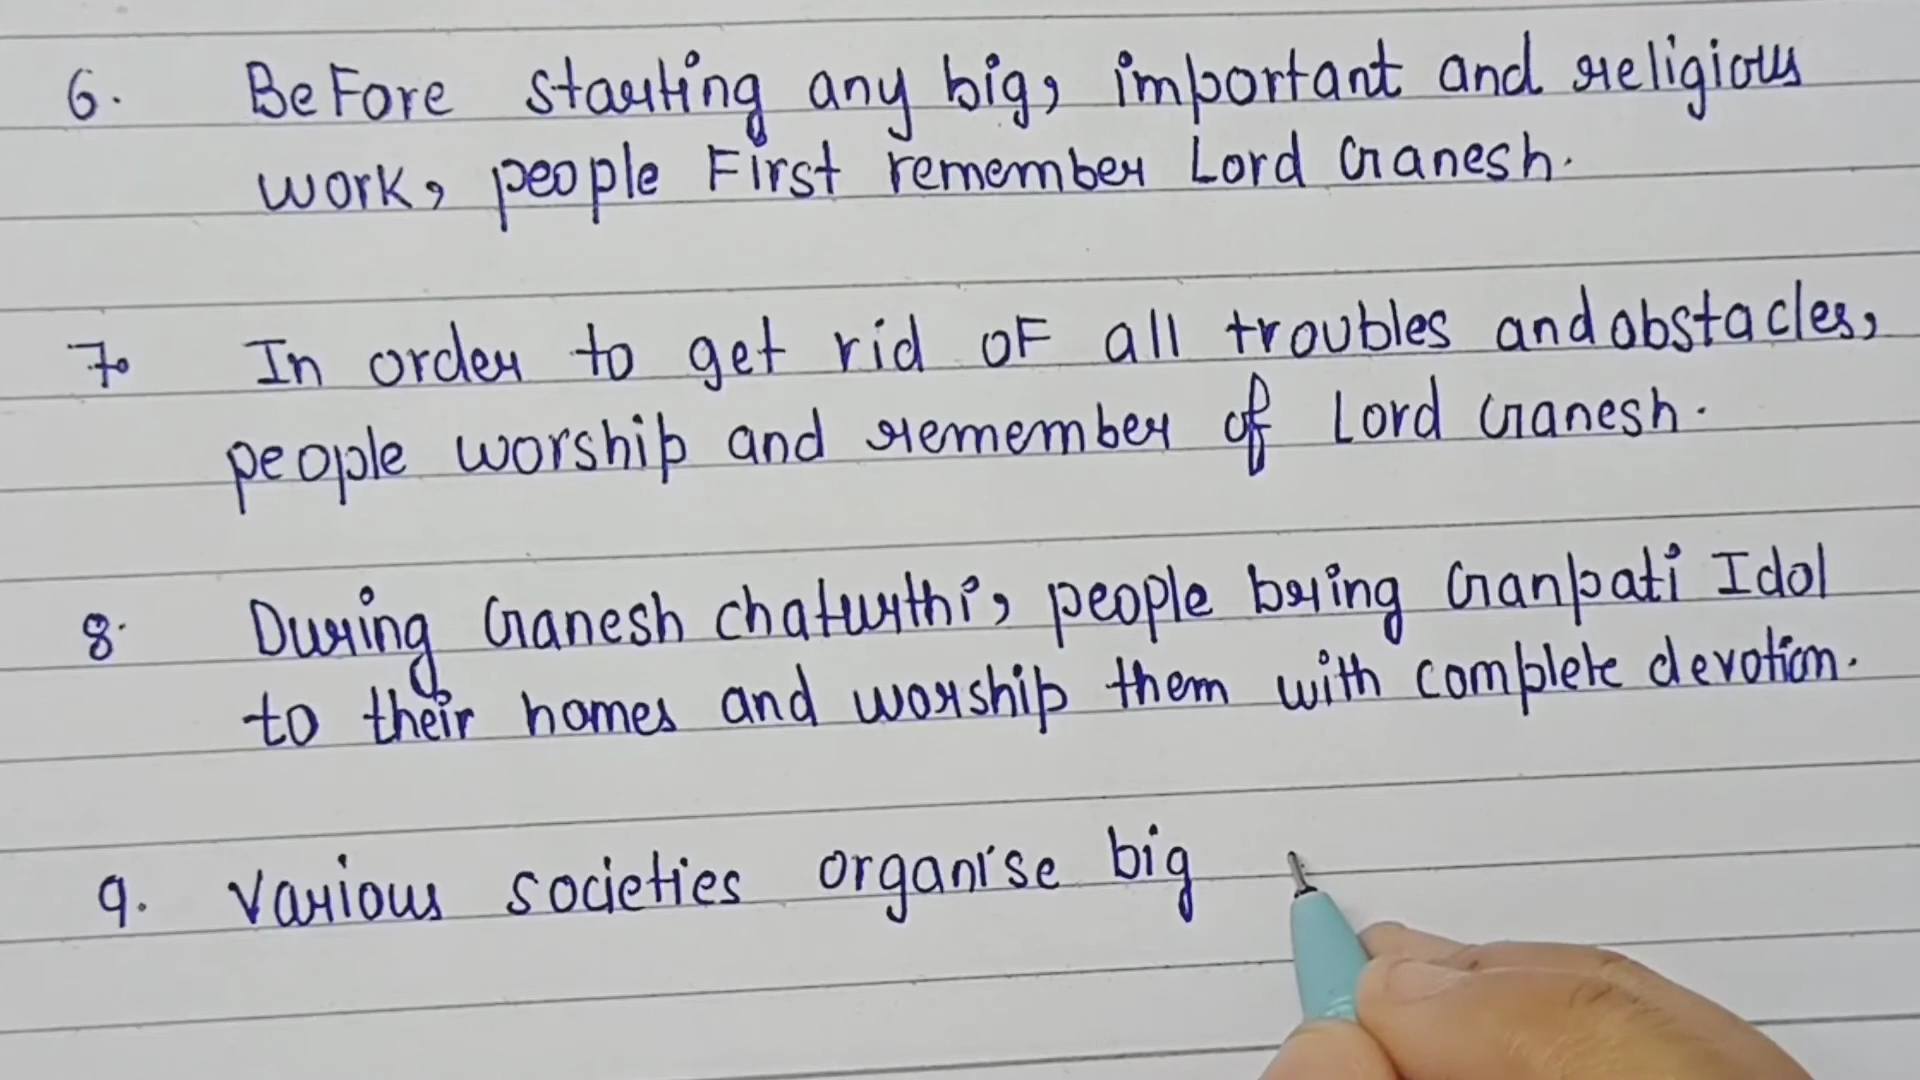 6. Before starting any big, important and religious
work, people First remember Lord Ganesh.
7. In order to get rid of all troubles and obstacles,
people worship and remember of Lord Ganesh.
8. During Ganesh chaturthi, people bring Ganpati Idol
to their homes and worship them with complete devotion.
9. Various societies organise big